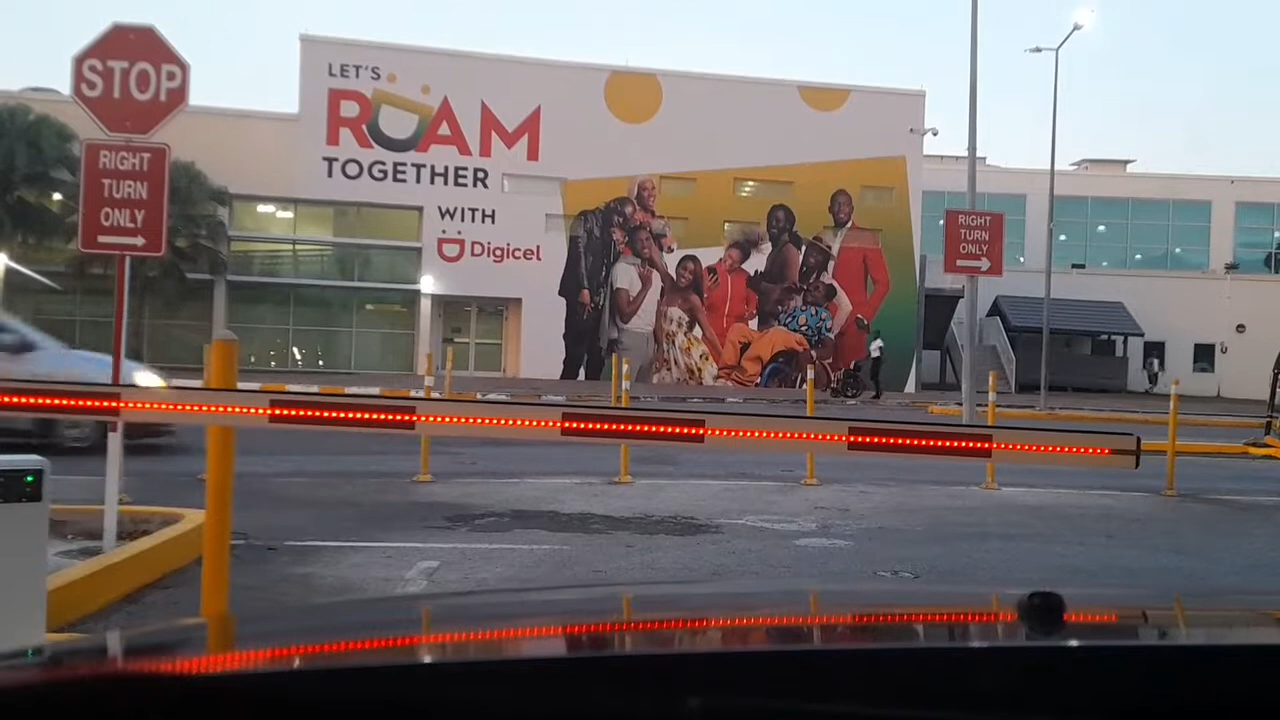 STOP
RIGHT
TURN
ONLY
LET'S
ROAM
TOGETHER
WITH
Digicel
RIGHT
TURN
ONLY